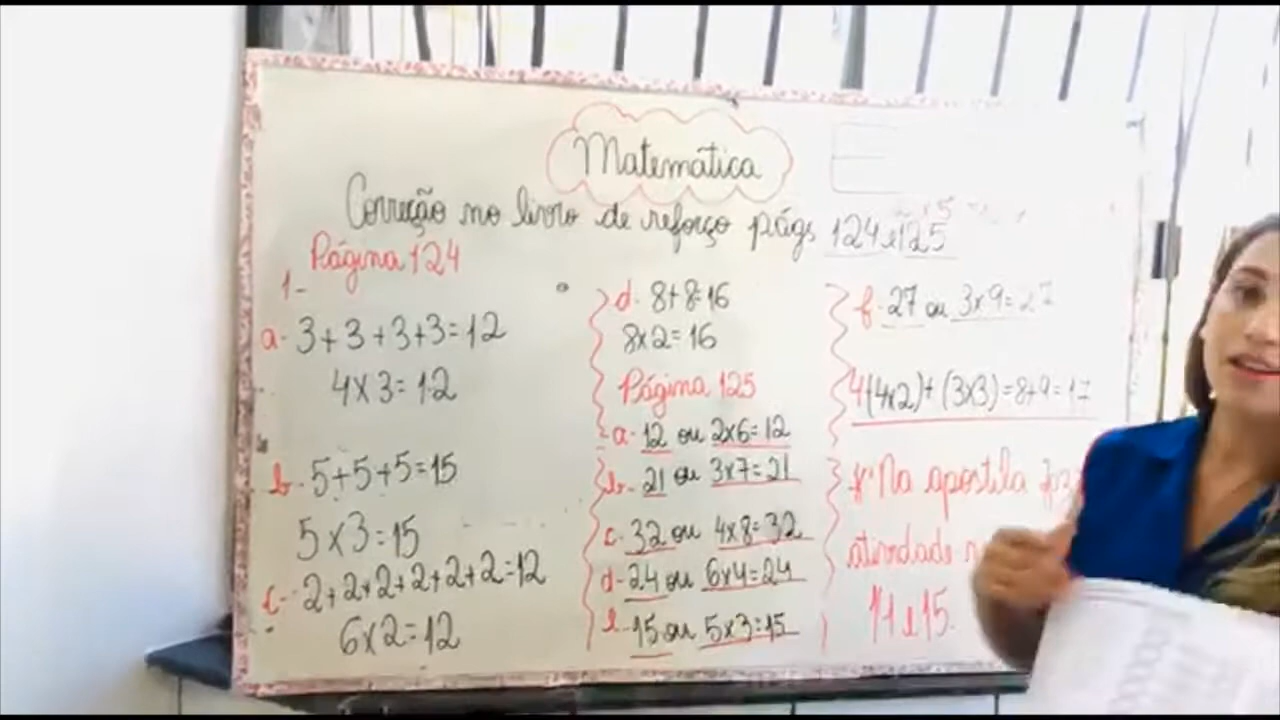 Matemática
Correção no livro de reforço págs 124 e 125
Página 124
1-
a- 3+3+3+3=12
4x3=12
b- 5+5+5=15
5x3=15
c- 2+2x2+2+2+2=12
6x2=12
d- 8+8=16
8x2=16
Página 125
a- 12 ou 2x6=12
b- 21 ou 3x7=21
c- 32 ou 4x8=32
d- 24 ou 6x4=24
e- 15 ou 5x3=15
f- 27 ou 3x9=27
4(4x2)+(3x3)=8+9=17
Na apostila
atividade
e 15.